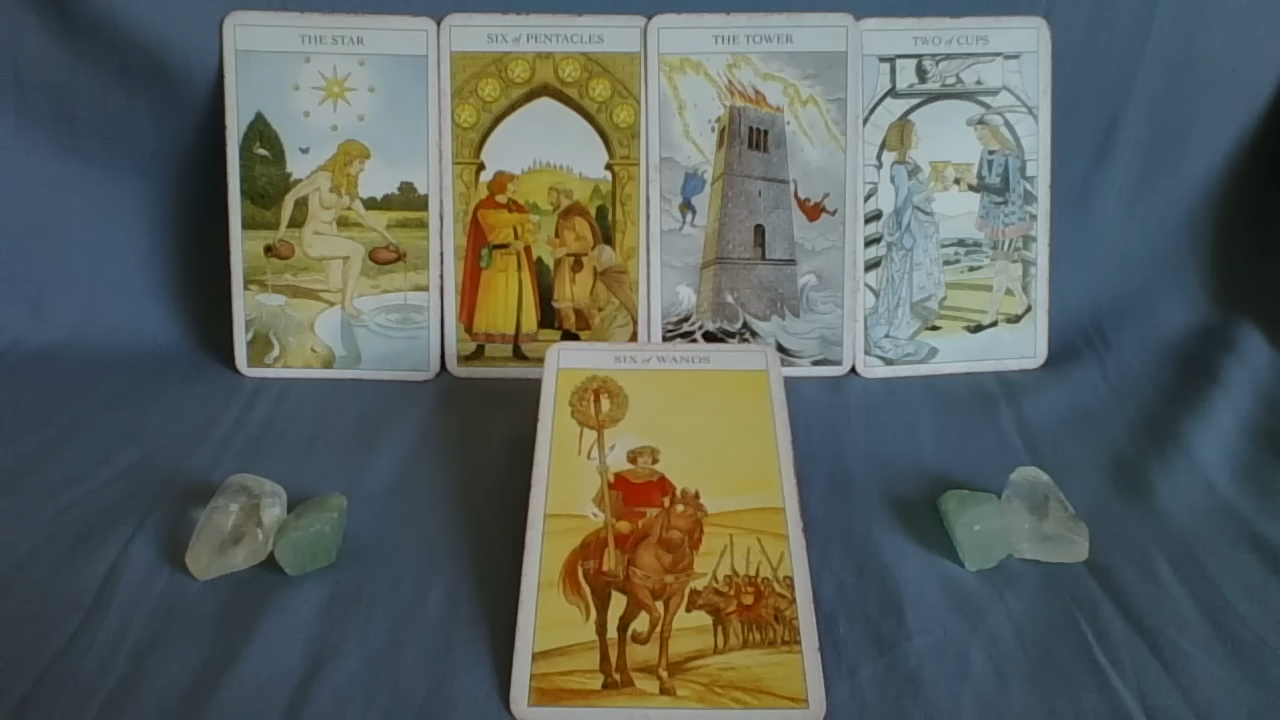 THE STAR
SIX of PENTACLES
THE TOWER
TWO of CUPS
SIX of WANDS